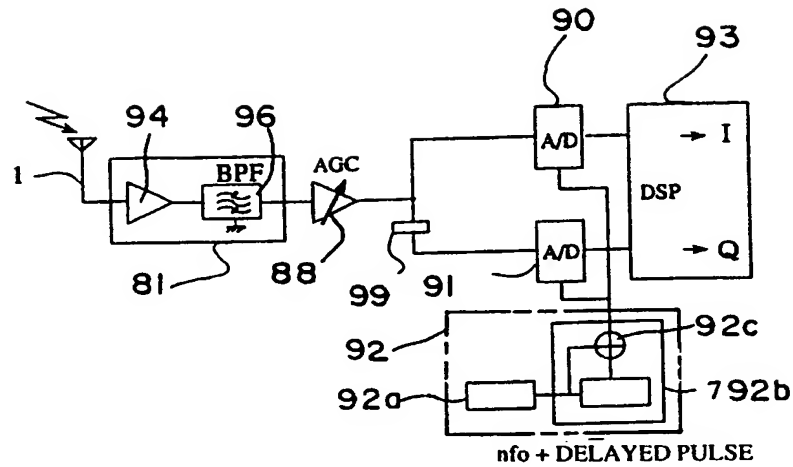 90
93
94
96
A/D
I
BPF
AGC
1
DSP
A/D
Q
81
88
99
91
92
92c
92a
792b
nfo + DELAYED PULSE